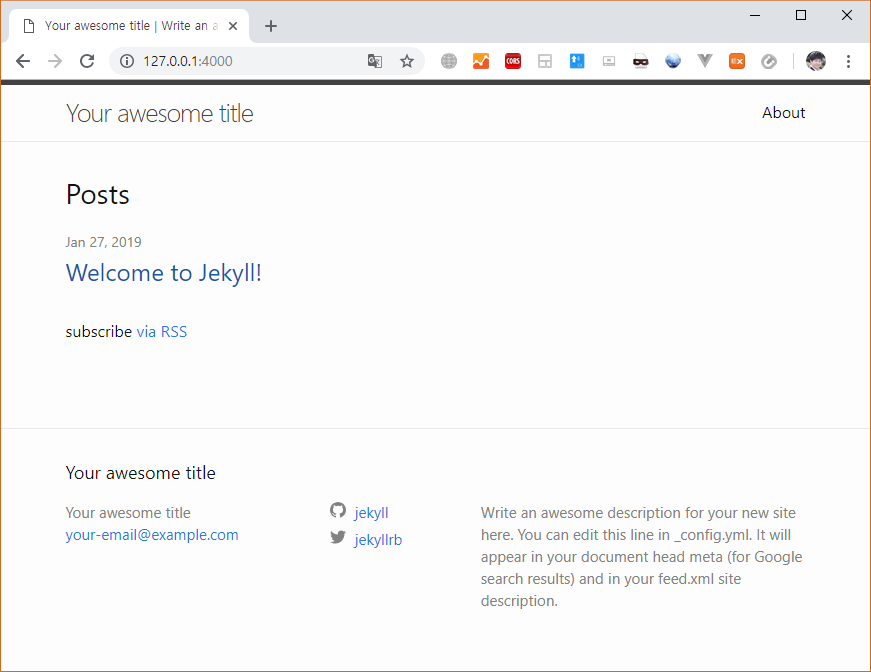 Your awesome title | Write an a
127.0.0.1:4000
CORS
Your awesome title
About
Posts
Jan 27, 2019
Welcome to Jekyll!
subscribe via RSS
Your awesome title
Your awesome title
your-email@example.com
jekyll
jekyllrb
Write an awesome description for your new site
here. You can edit this line in _config.yml. It will
appear in your document head meta (for Google
search results) and in your feed.xml site
description.